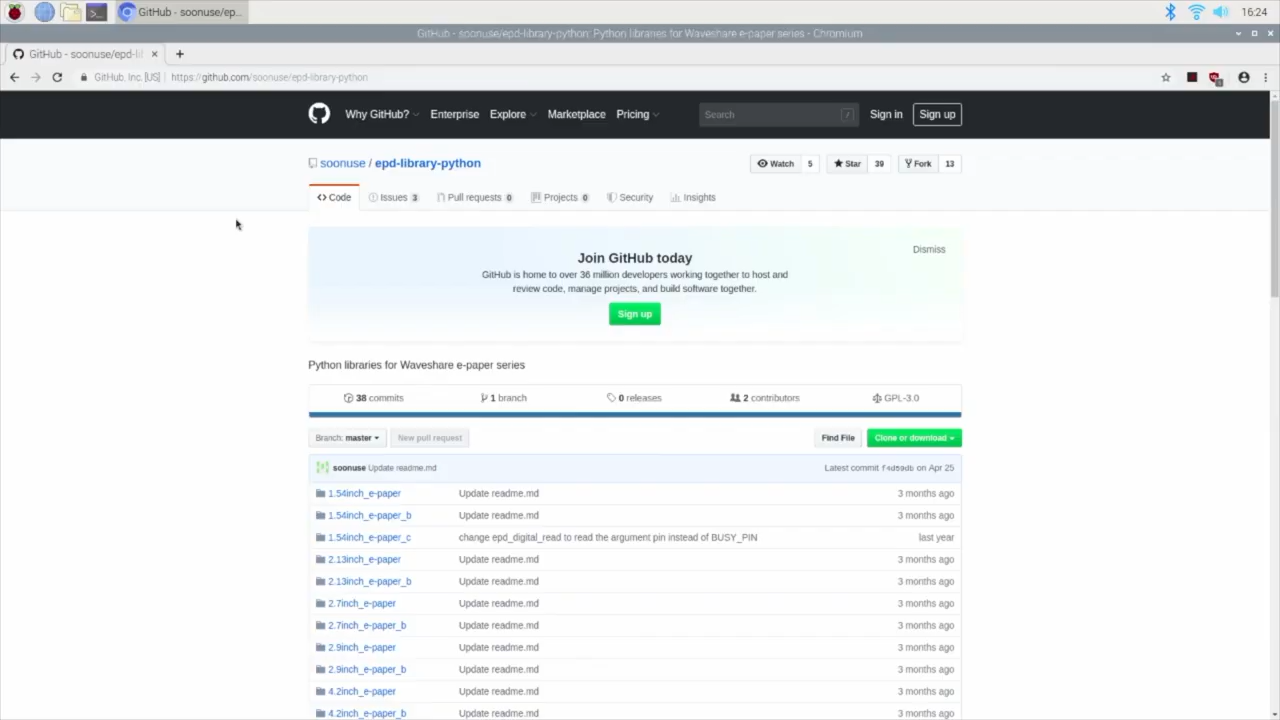 GitHub - soonuse/ep... 16:24
GitHub - soonuse/epd-library-python: Python libraries for Waveshare e-paper series - Chromium
GitHub - soonuse/epd-lib
GitHub, Inc. [US] https://github.com/soonuse/epd-library-python
Why GitHub? Enterprise Explore Marketplace Pricing Search / Sign in Sign up
soonuse / epd-library-python Watch 5 Star 39 Fork 13
Code Issues 3 Pull requests 0 Projects 0 Security Insights
Dismiss
Join GitHub today
GitHub is home to over 36 million developers working together to host and
review code, manage projects, and build software together.
Sign up
Python libraries for Waveshare e-paper series
38 commits 1 branch 0 releases 2 contributors GPL-3.0
Branch: master New pull request Find File Clone or download
soonuse Update readme.md Latest commit on Apr 25
1.54inch_e-paper Update readme.md 3 months ago
1.54inch_e-paper_b Update readme.md 3 months ago
1.54inch_e-paper_c change epd_digital_read to read the argument pin instead of BUSY_PIN last year
2.13inch_e-paper Update readme.md 3 months ago
2.13inch_e-paper_b Update readme.md 3 months ago
2.7inch_e-paper Update readme.md 3 months ago
2.7inch_e-paper_b Update readme.md 3 months ago
2.9inch_e-paper Update readme.md 3 months ago
2.9inch_e-paper_b Update readme.md 3 months ago
4.2inch_e-paper Update readme.md 3 months ago
4.2inch_e-paper_b Update readme.md 3 months ago